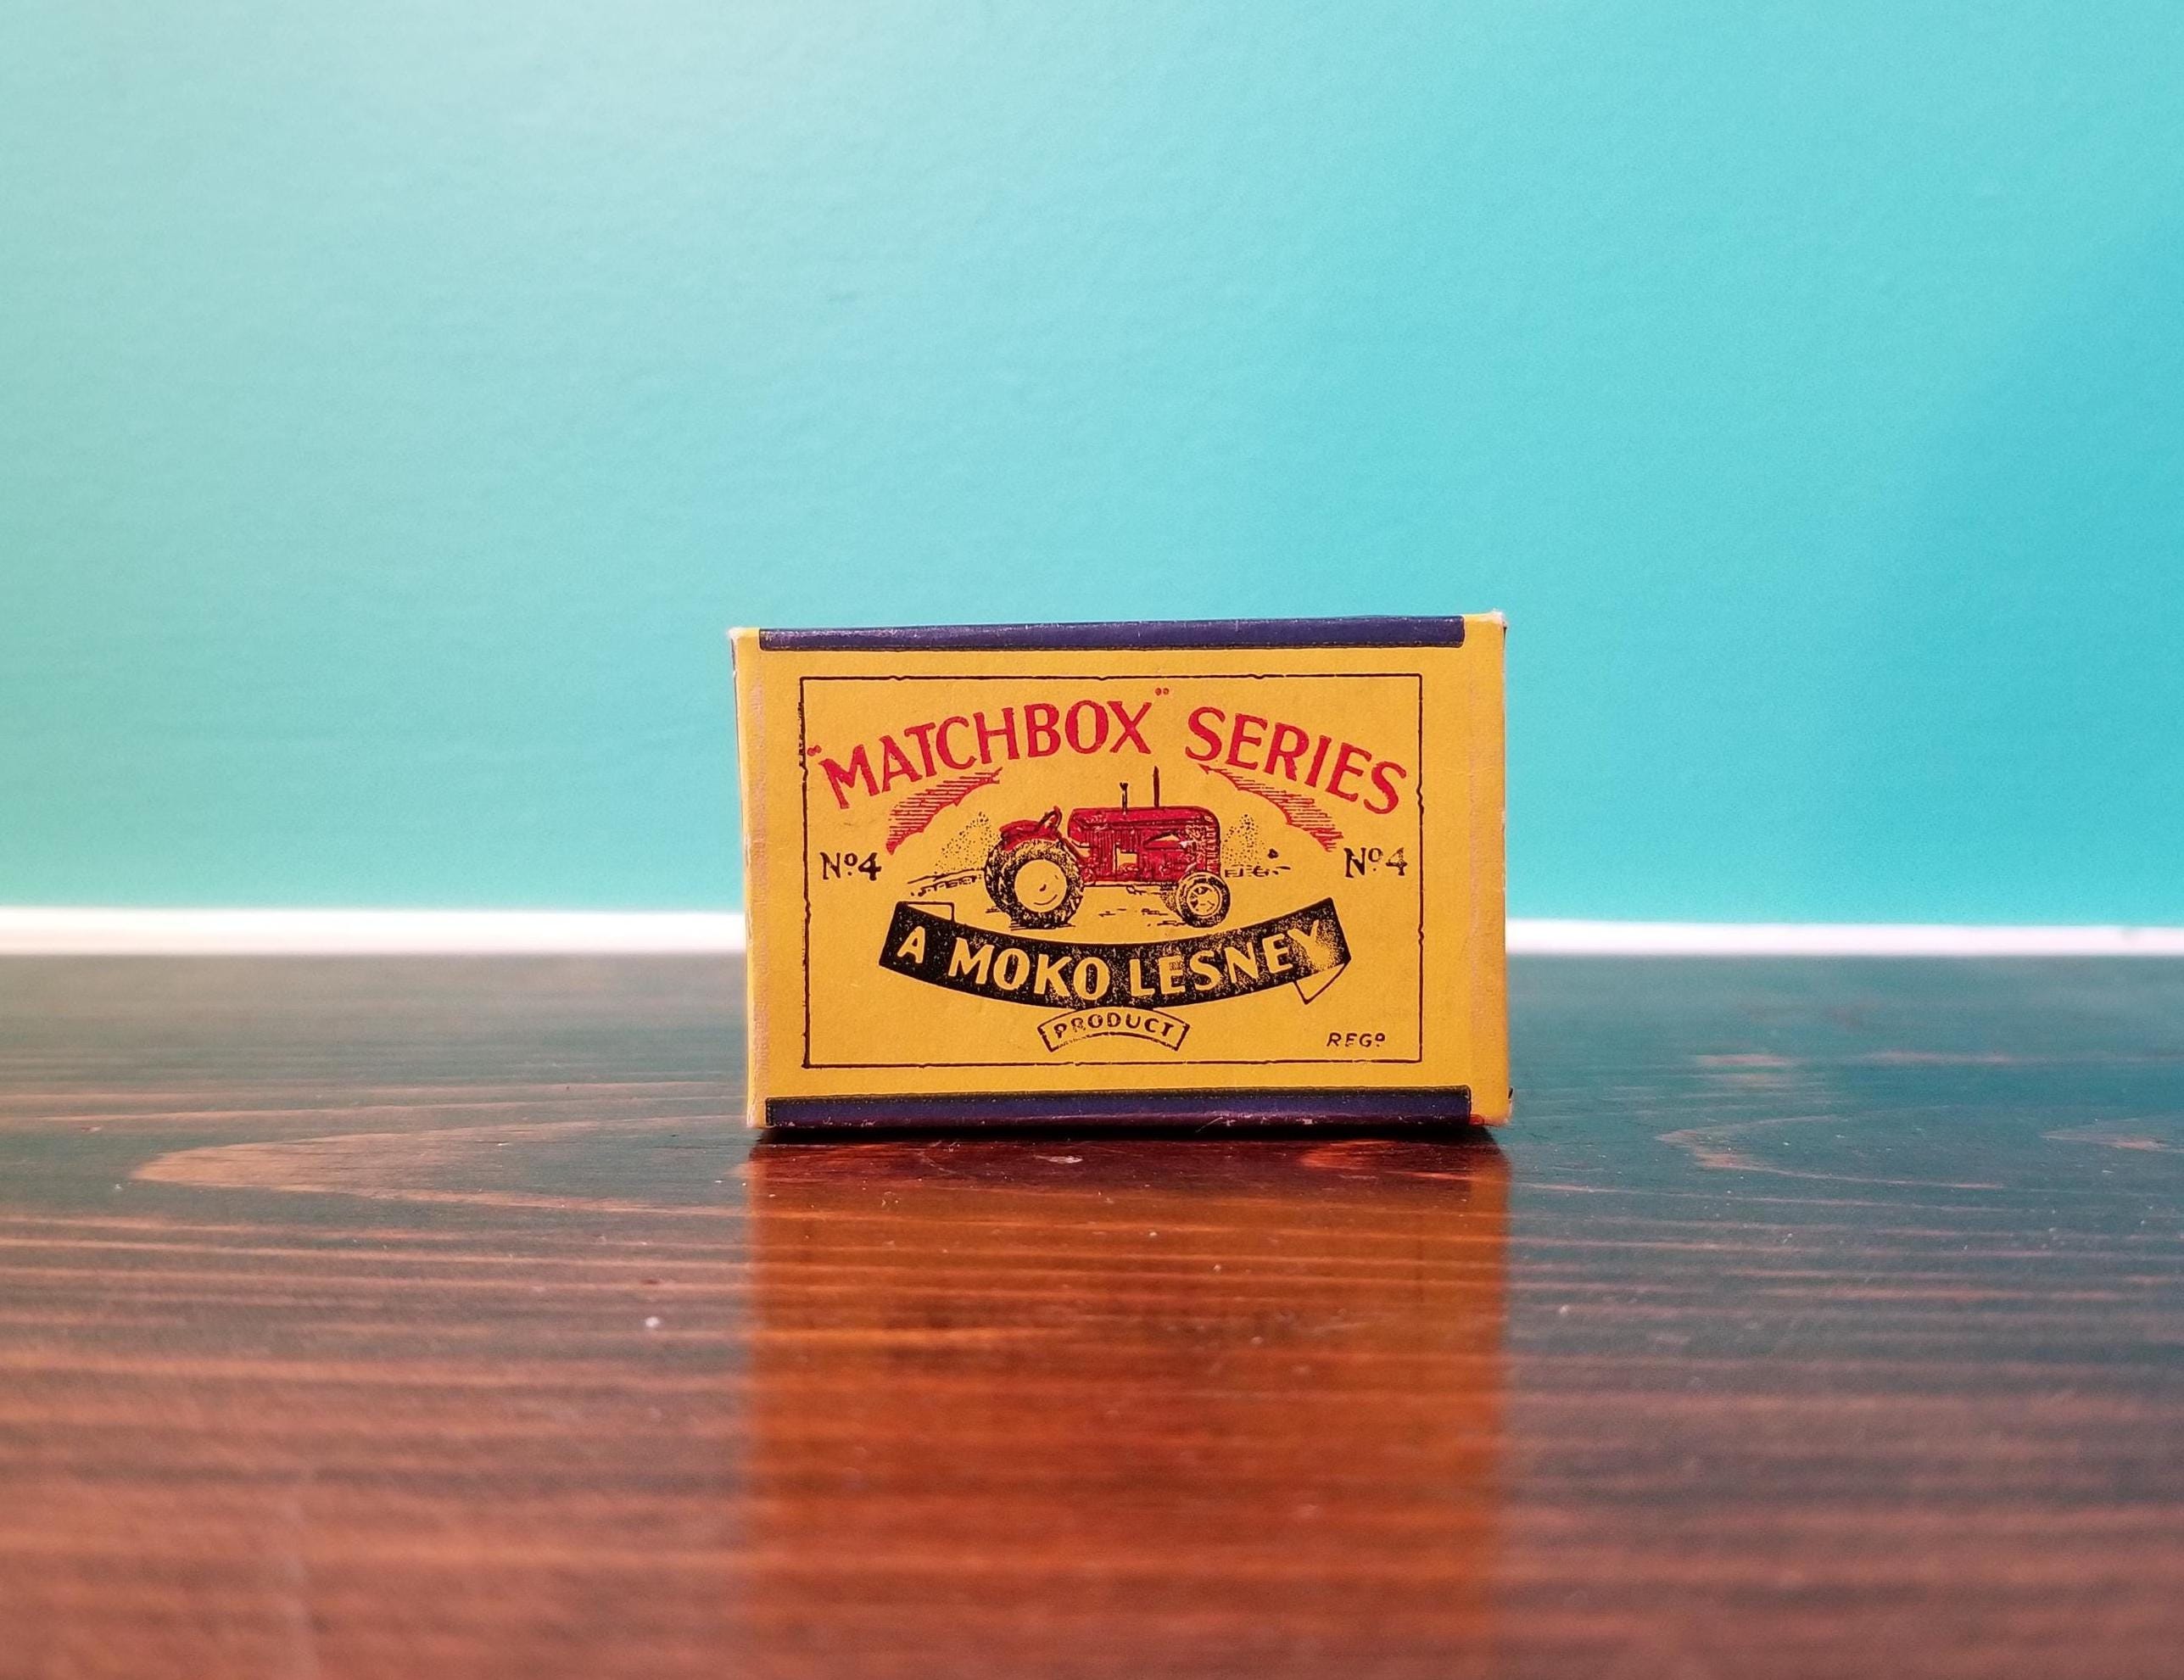 "MATCHBOX" SERIES
Nº4 Nº4
A MOKO LESNEY
PRODUCT
REGº